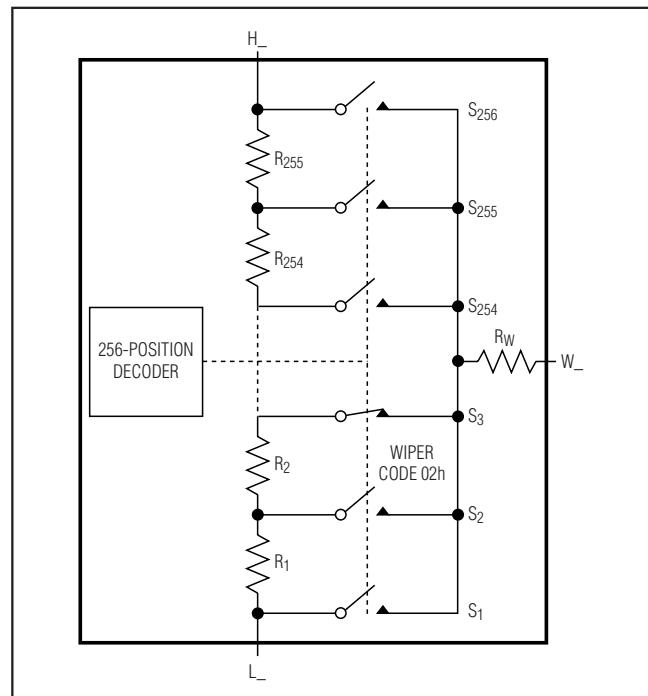 H_
S256
R255
S255
R254
S254
256-POSITION
DECODER
RW
W_
S3
WIPER
CODE 02h
R2
S2
R1
S1
L_